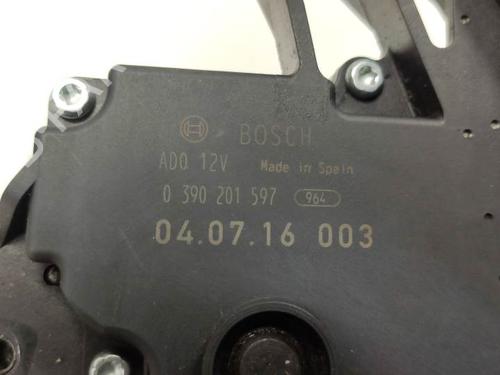 BOSCH
ADO 12V Made in Spain
0 390 201 597 964
04.07.16 003